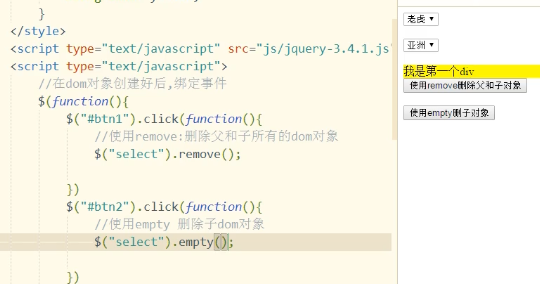 }
</style>
<script type="text/javascript" src="js/jquery-3.4.1.js"
<script type="text/javascript">
//在dom对象创建好后,绑定事件
$(function(){
$("#btn1").click(function(){
//使用remove:删除父和子所有的dom对象
$("select").remove();
})
$("#btn2").click(function(){
//使用empty 删除子dom对象
$("select").empty();
})
老虎
亚洲
我是第一个div
使用remove删除父和子对象
使用empty删子对象